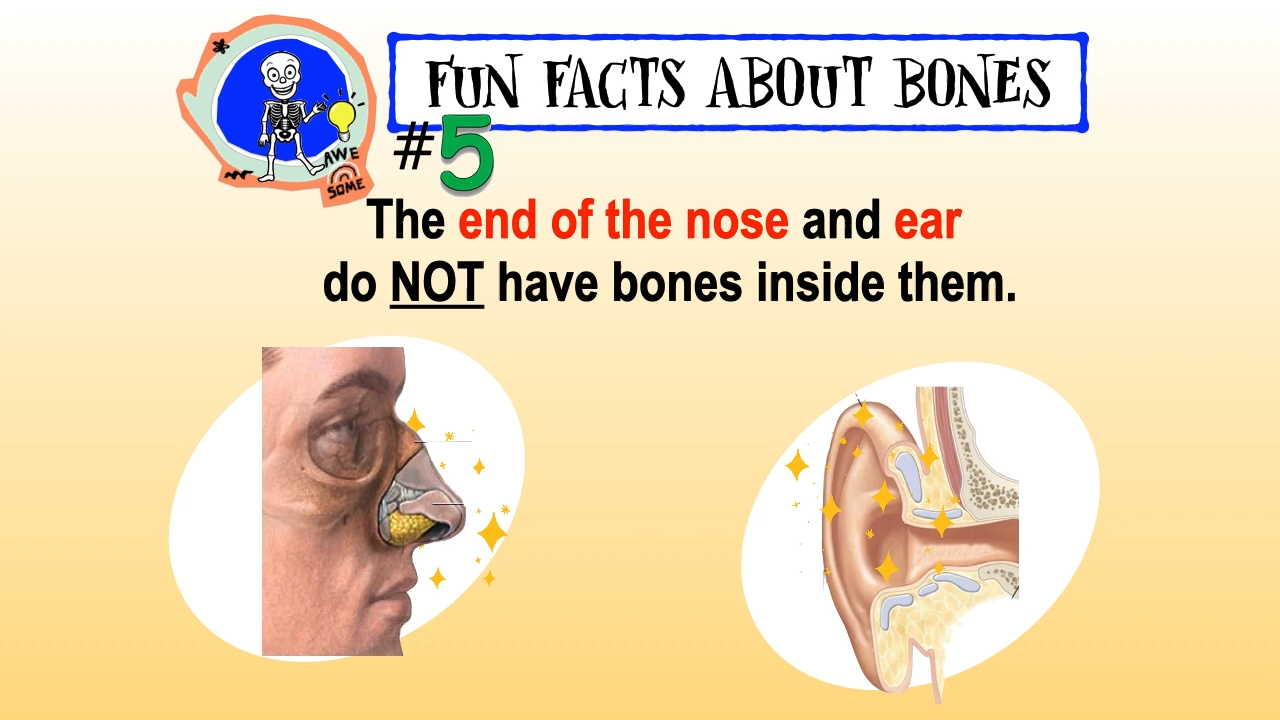 FUN FACTS ABOUT BONES
AWE
SOME
#5
The end of the nose and ear
do NOT have bones inside them.